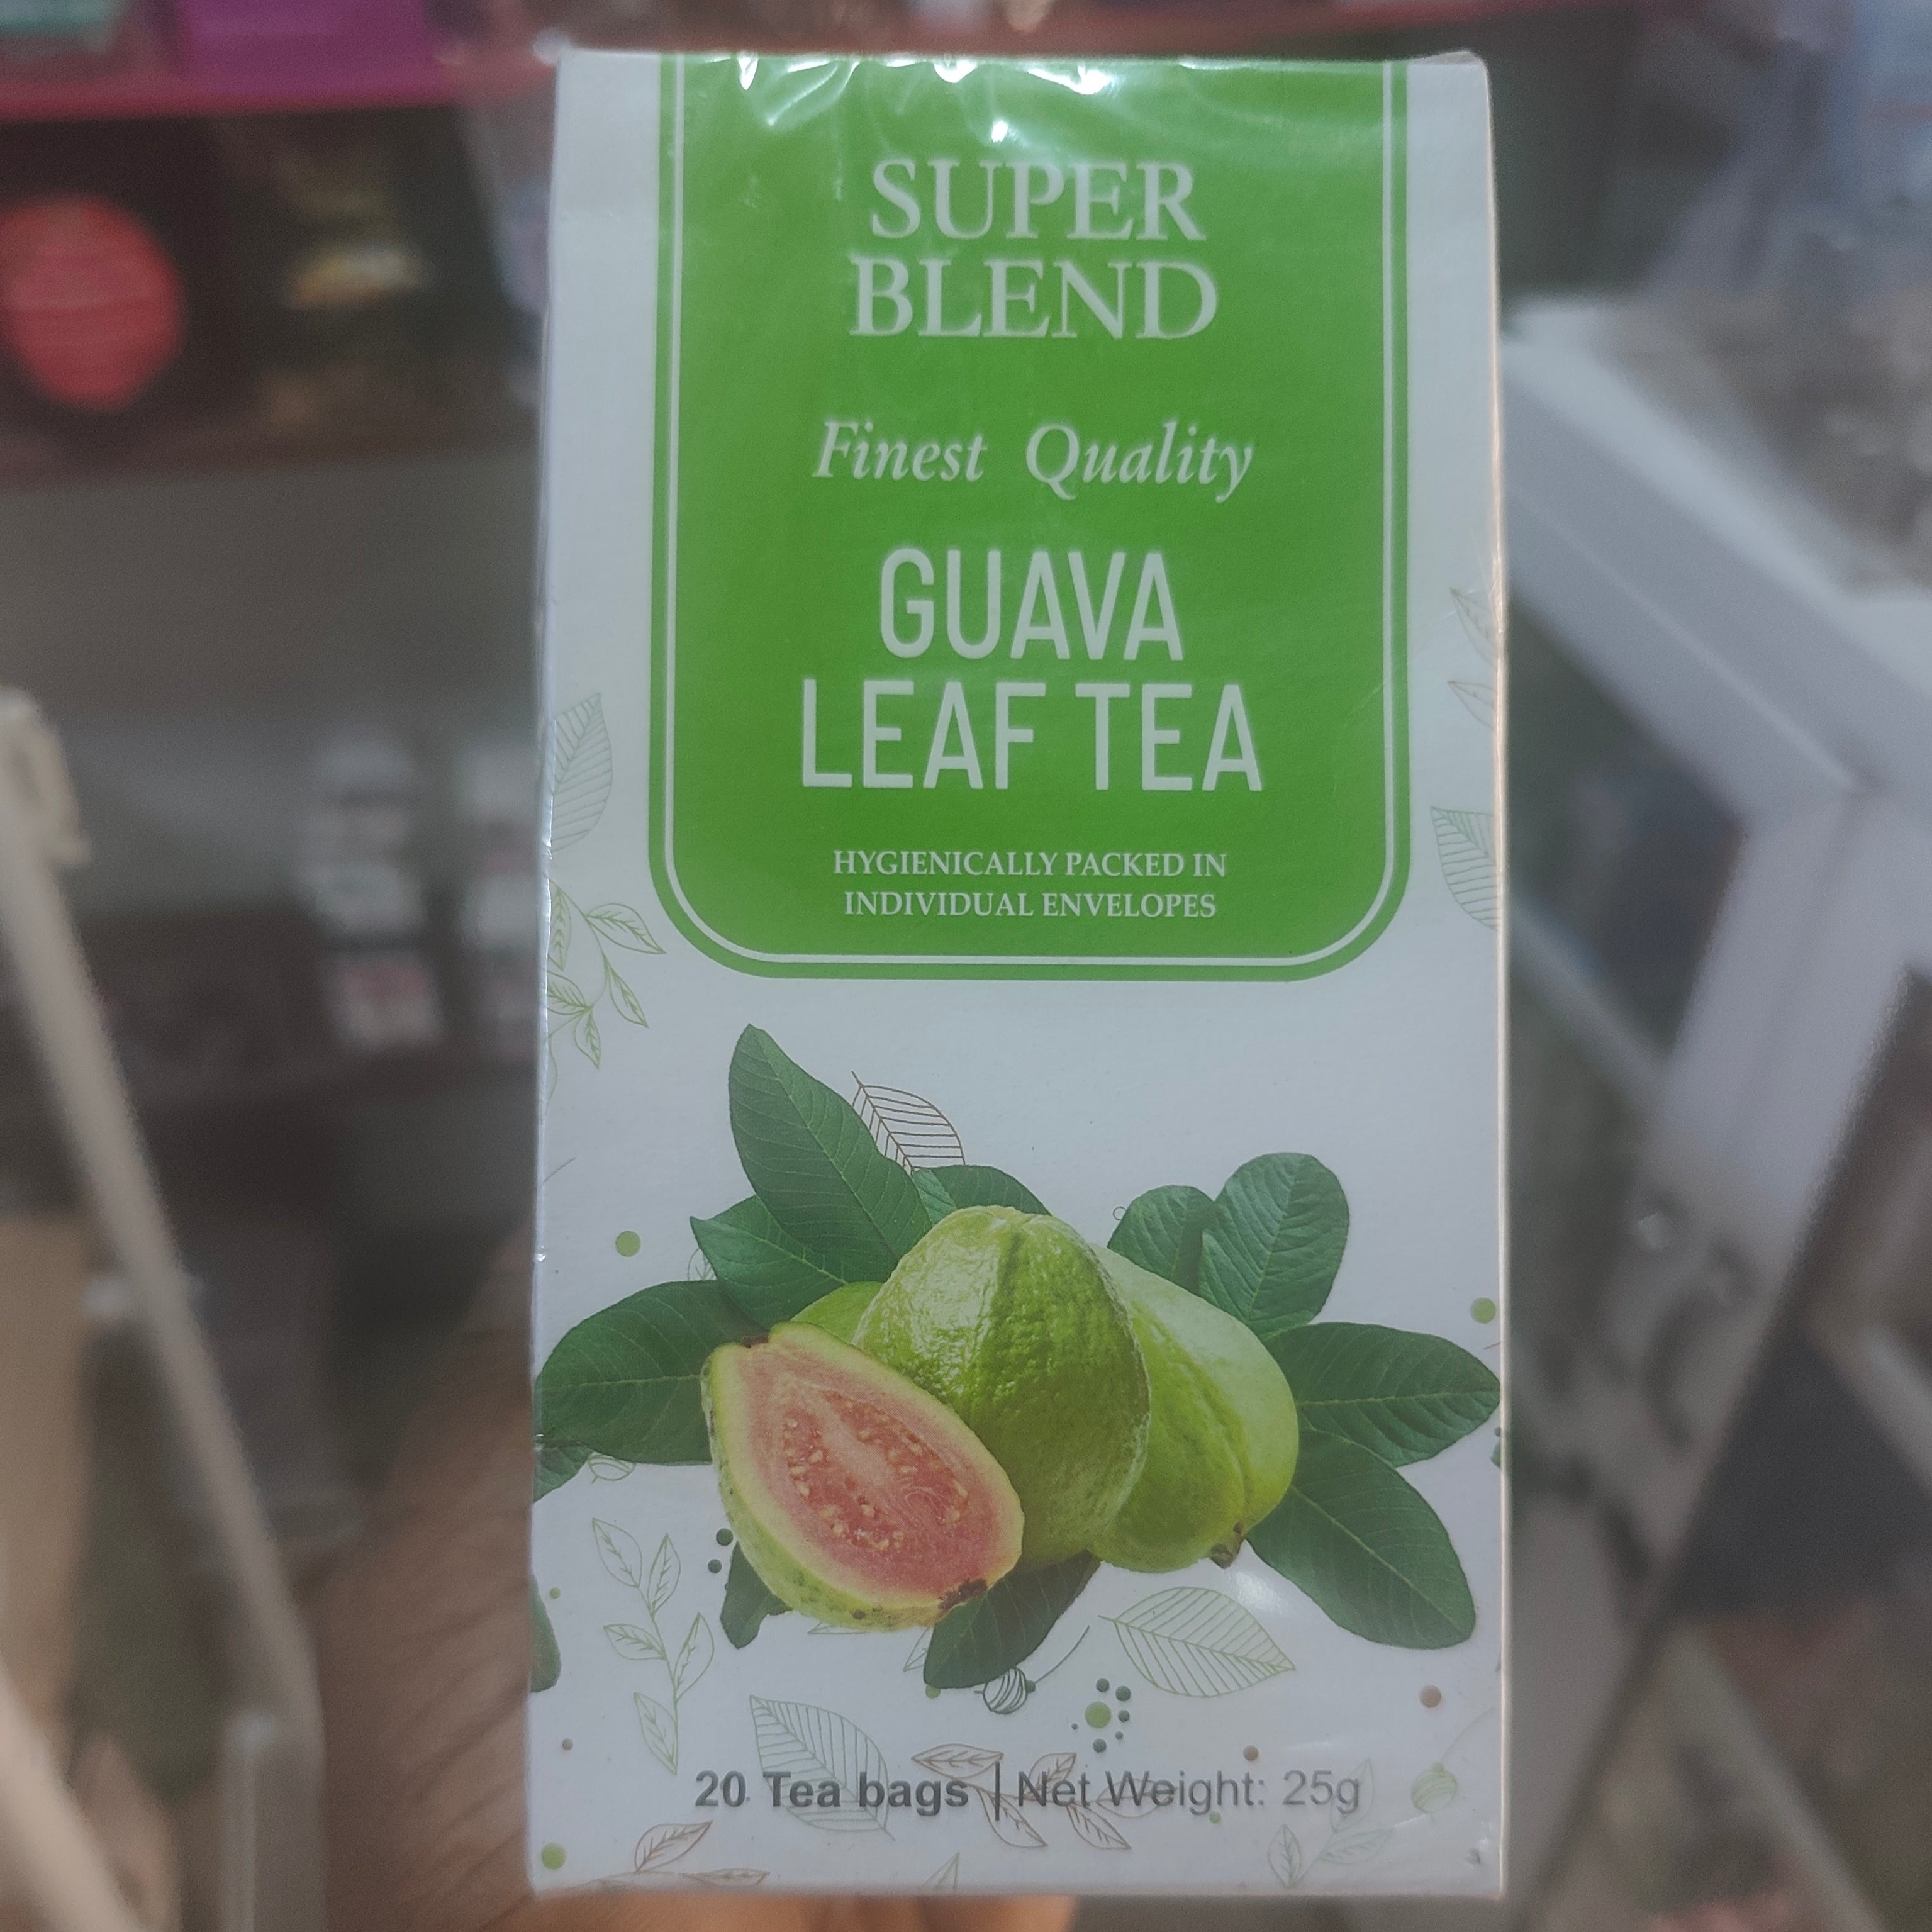 SUPER
BLEND
Finest Quality
GUAVA
LEAF TEA
HYGIENICALLY PACKED IN
INDIVIDUAL ENVELOPES
20 Tea bags | Net Weight: 25g